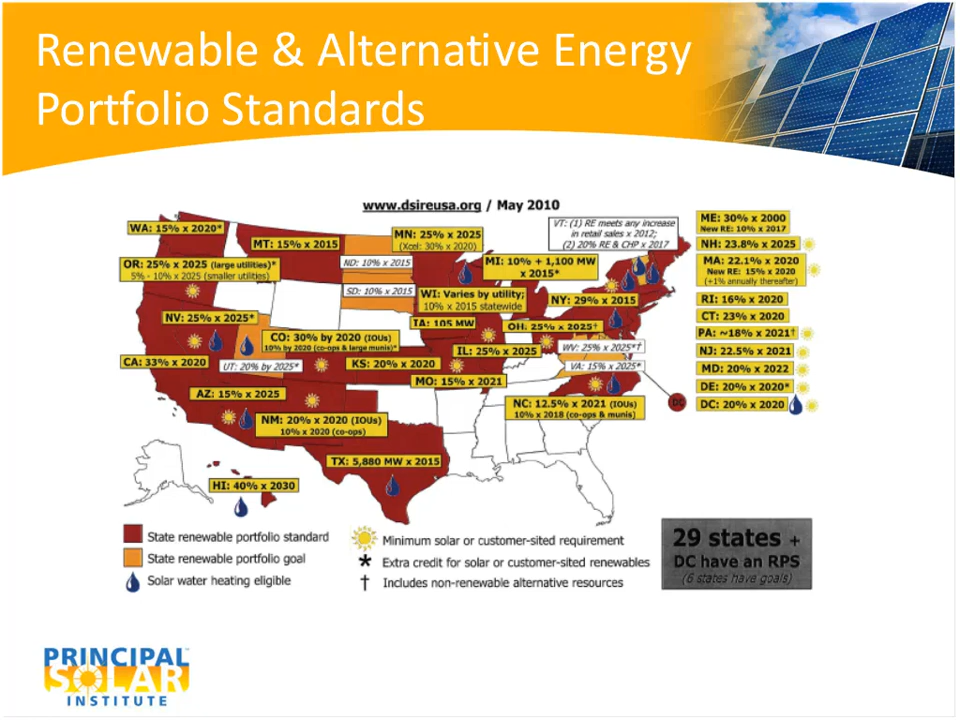 Renewable & Alternative Energy
Portfolio Standards
www.dsireusa.org / May 2010
WA: 15% x 2020*
MT: 15% x 2015
MN: 25% x 2025
(Xcel: 30% x 2020)
VT: (1) RE meets any increase
in retail sales x 2012;
(2) 20% RE & CHP x 2017
ME: 30% x 2000
New RE: 10% x 2017
NH: 23.8% x 2025
OR: 25% x 2025 (large utilities)*
5% - 10% x 2025 (smaller utilities)
ND: 10% x 2015
MI: 10% + 1,100 MW
x 2015*
MA: 22.1% x 2020
New RE: 15% x 2020
(+1% annually thereafter)
SD: 10% x 2015
WI: Varies by utility;
10% x 2015 statewide
NY: 29% x 2015
RI: 16% x 2020
CT: 23% x 2020
NV: 25% x 2025*
IA: 105 MW
OH: 25% x 2025†
PA: ~18% x 2021†
CO: 30% by 2020 (IOUs)
10% by 2020 (co-ops & large munis)*
IL: 25% x 2025
WV: 25% x 2025*†
NJ: 22.5% x 2021
CA: 33% x 2020
UT: 20% by 2025*
KS: 20% x 2020
VA: 15% x 2025*
MD: 20% x 2022
MO: 15% x 2021
DE: 20% x 2020*
AZ: 15% x 2025
NC: 12.5% x 2021 (IOUs)
10% x 2018 (co-ops & munis)
DC
DC: 20% x 2020
NM: 20% x 2020 (IOUs)
10% x 2020 (co-ops)
TX: 5,880 MW x 2015
HI: 40% x 2030
State renewable portfolio standard
State renewable portfolio goal
Solar water heating eligible
Minimum solar or customer-sited requirement
* Extra credit for solar or customer-sited renewables
† Includes non-renewable alternative resources
29 states +
DC have an RPS
(6 states have goals)
PRINCIPAL™
SOLAR
INSTITUTE